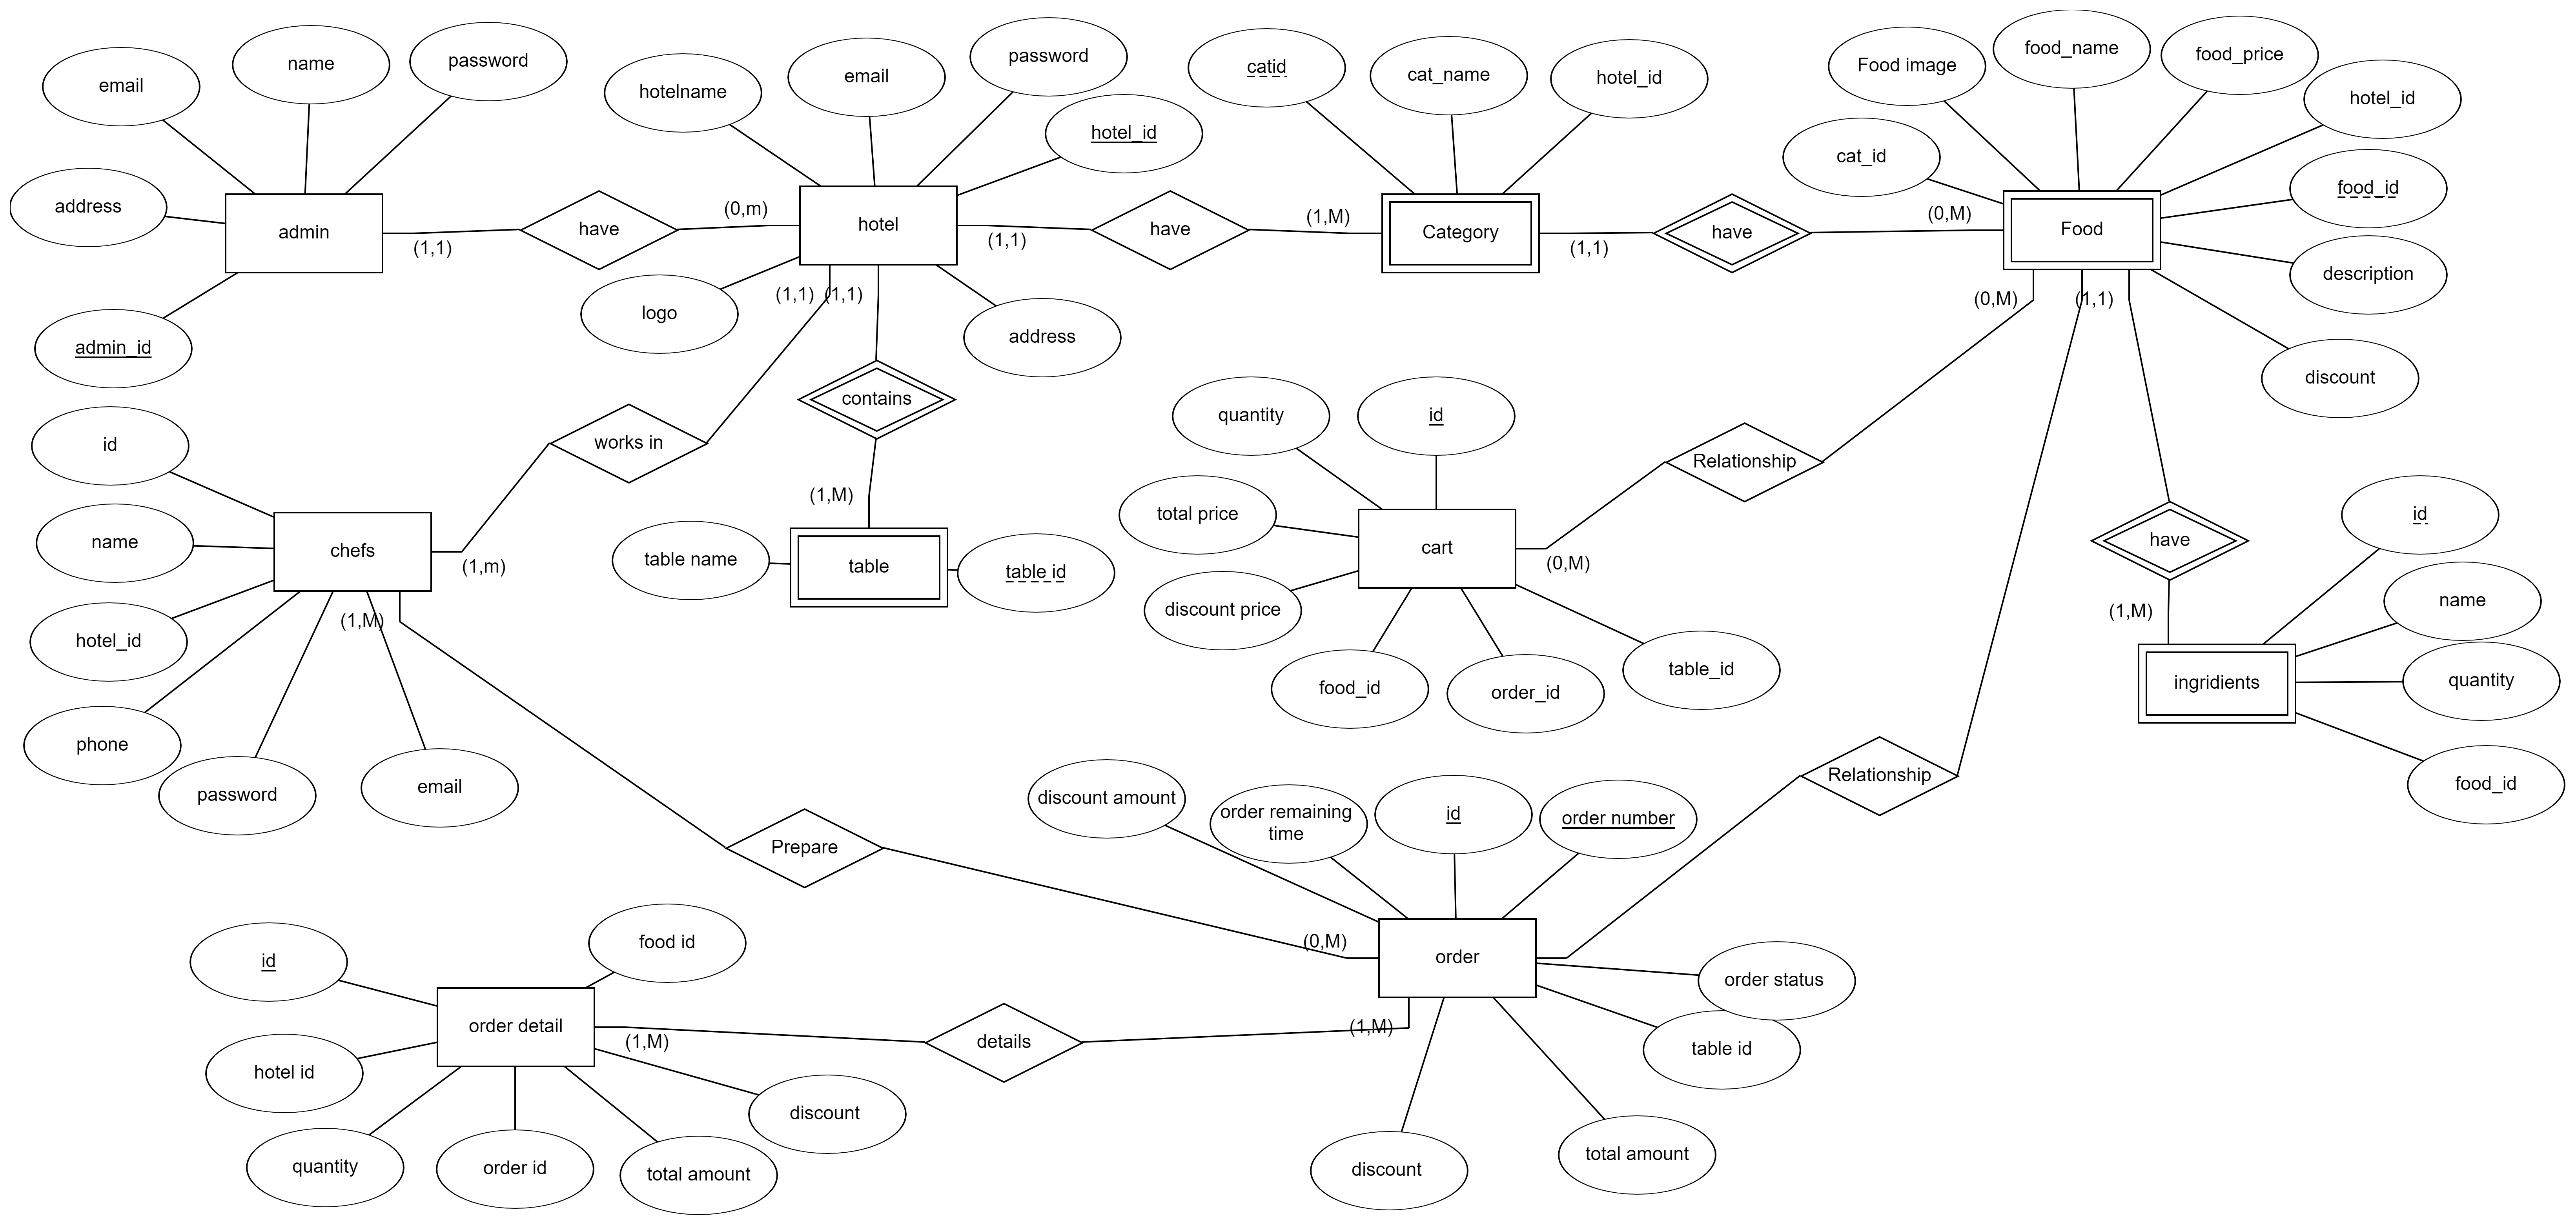 email
name
password
address
admin
admin_id
(1,1)
have
(0,m)
hotelname
email
password
hotel_id
hotel
logo
address
(1,1)
(1,1)
(1,1)
have
(1,M)
catid
cat_name
hotel_id
Category
(1,1)
have
(0,M)
Food image
food_name
food_price
hotel_id
cat_id
food_id
Food
description
discount
(0,M)
(1,1)
contains
(1,M)
table name
table
table id
works in
id
name
chefs
(1,m)
hotel_id
(1,M)
phone
password
email
quantity
id
total price
cart
discount price
(0,M)
food_id
order_id
table_id
Relationship
have
(1,M)
id
name
ingridients
quantity
food_id
Relationship
Prepare
(0,M)
discount amount
order remaining
time
id
order number
order
order status
table id
total amount
discount
(1,M)
details
(1,M)
id
food id
order detail
hotel id
discount
quantity
order id
total amount